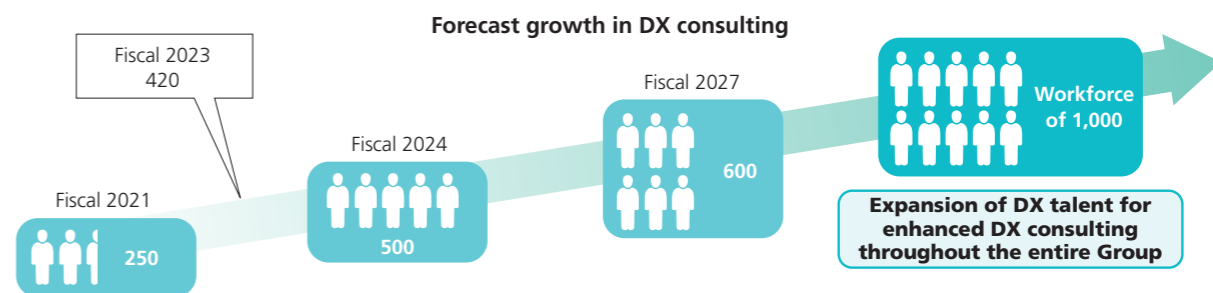 Forecast growth in DX consulting
Fiscal 2023
420
Fiscal 2021
250
Fiscal 2024
500
Fiscal 2027
600
Workforce
of 1,000
Expansion of DX talent for
enhanced DX consulting
throughout the entire Group